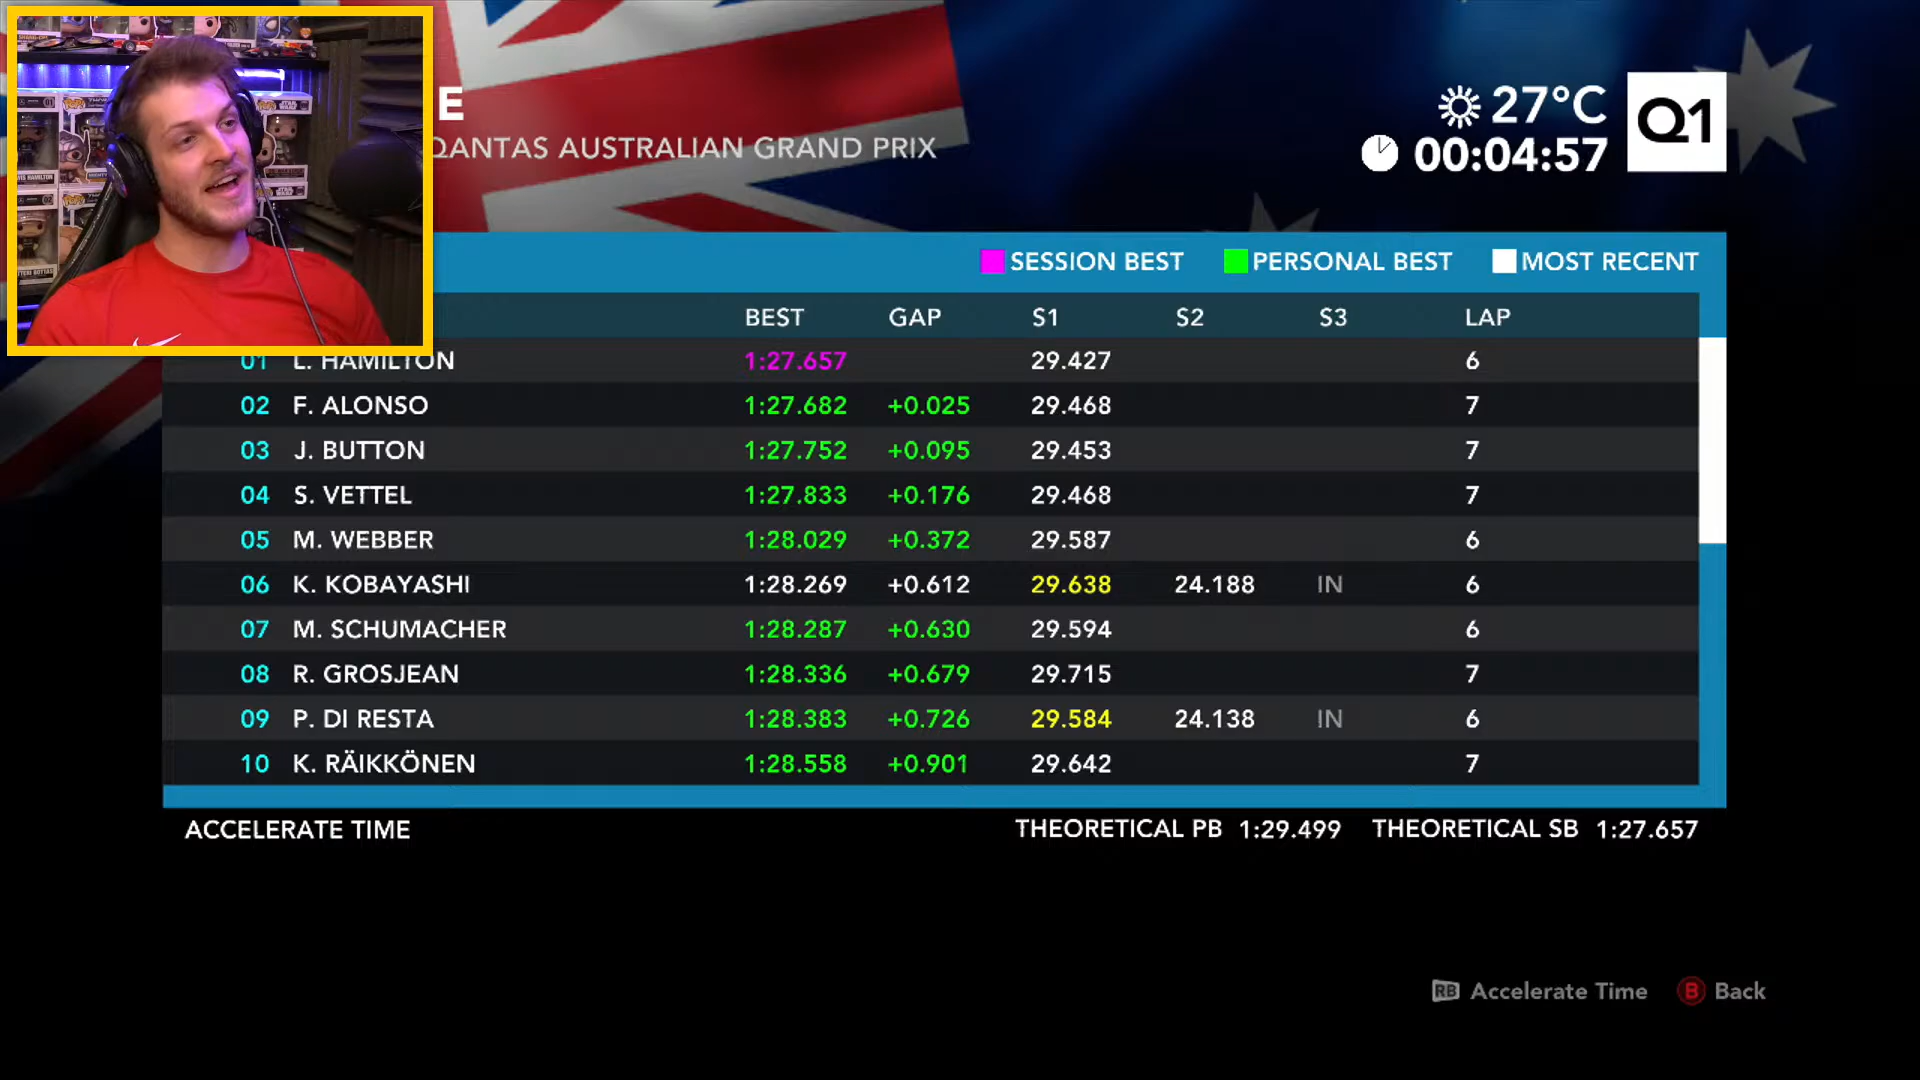 E
QANTAS AUSTRALIAN GRAND PRIX
27°C
00:04:57
Q1
SESSION BEST PERSONAL BEST MOST RECENT
BEST GAP S1 S2 S3 LAP
01 L. HAMILTON 1:27.657 29.427 6
02 F. ALONSO 1:27.682 +0.025 29.468 7
03 J. BUTTON 1:27.752 +0.095 29.453 7
04 S. VETTEL 1:27.833 +0.176 29.468 7
05 M. WEBBER 1:28.029 +0.372 29.587 6
06 K. KOBAYASHI 1:28.269 +0.612 29.638 24.188 IN 6
07 M. SCHUMACHER 1:28.287 +0.630 29.594 6
08 R. GROSJEAN 1:28.336 +0.679 29.715 7
09 P. DI RESTA 1:28.383 +0.726 29.584 24.138 IN 6
10 K. RÄIKKÖNEN 1:28.558 +0.901 29.642 7
ACCELERATE TIME THEORETICAL PB 1:29.499 THEORETICAL SB 1:27.657
RB Accelerate Time B Back